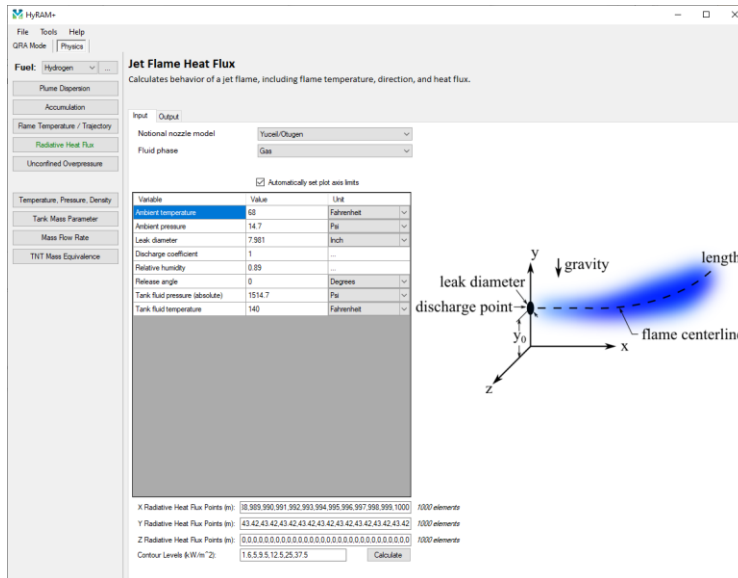 HyRAM+
File Tools Help
QRA Mode Physics
Fuel: Hydrogen ...
Plume Dispersion
Accumulation
Flame Temperature / Trajectory
Radiative Heat Flux
Unconfined Overpressure
Temperature, Pressure, Density
Tank Mass Parameter
Mass Flow Rate
TNT Mass Equivalence
Jet Flame Heat Flux
Calculates behavior of a jet flame, including flame temperature, direction, and heat flux.
Input Output
Notional nozzle model Yuceil/Otugen
Fluid phase Gas
Automatically set plot axis limits
Variable Value Unit
Ambient temperature 68 Fahrenheit
Ambient pressure 14.7 Psi
Leak diameter 7.981 Inch
Discharge coefficient 1 ...
Relative humidity 0.89 ...
Release angle 0 Degrees
Tank fluid pressure (absolute) 1514.7 Psi
Tank fluid temperature 140 Fahrenheit
y
gravity
length
leak diameter
discharge point
y0
flame centerline
x
z
X Radiative Heat Flux Points (m): 38,989,990,991,992,993,994,995,996,997,998,999,1000 1000 elements
Y Radiative Heat Flux Points (m): 43.42,43.42,43.42,43.42,43.42,43.42,43.42,43.42,43.42,43.42 1000 elements
Z Radiative Heat Flux Points (m): 0,0,0,0,0,0,0,0,0,0,0,0,0,0,0,0,0,0,0,0,0,0,0,0,0,0,0,0 1000 elements
Contour Levels (kW/m^2): 1.6,5,9.5,12.5,25,37.5 Calculate